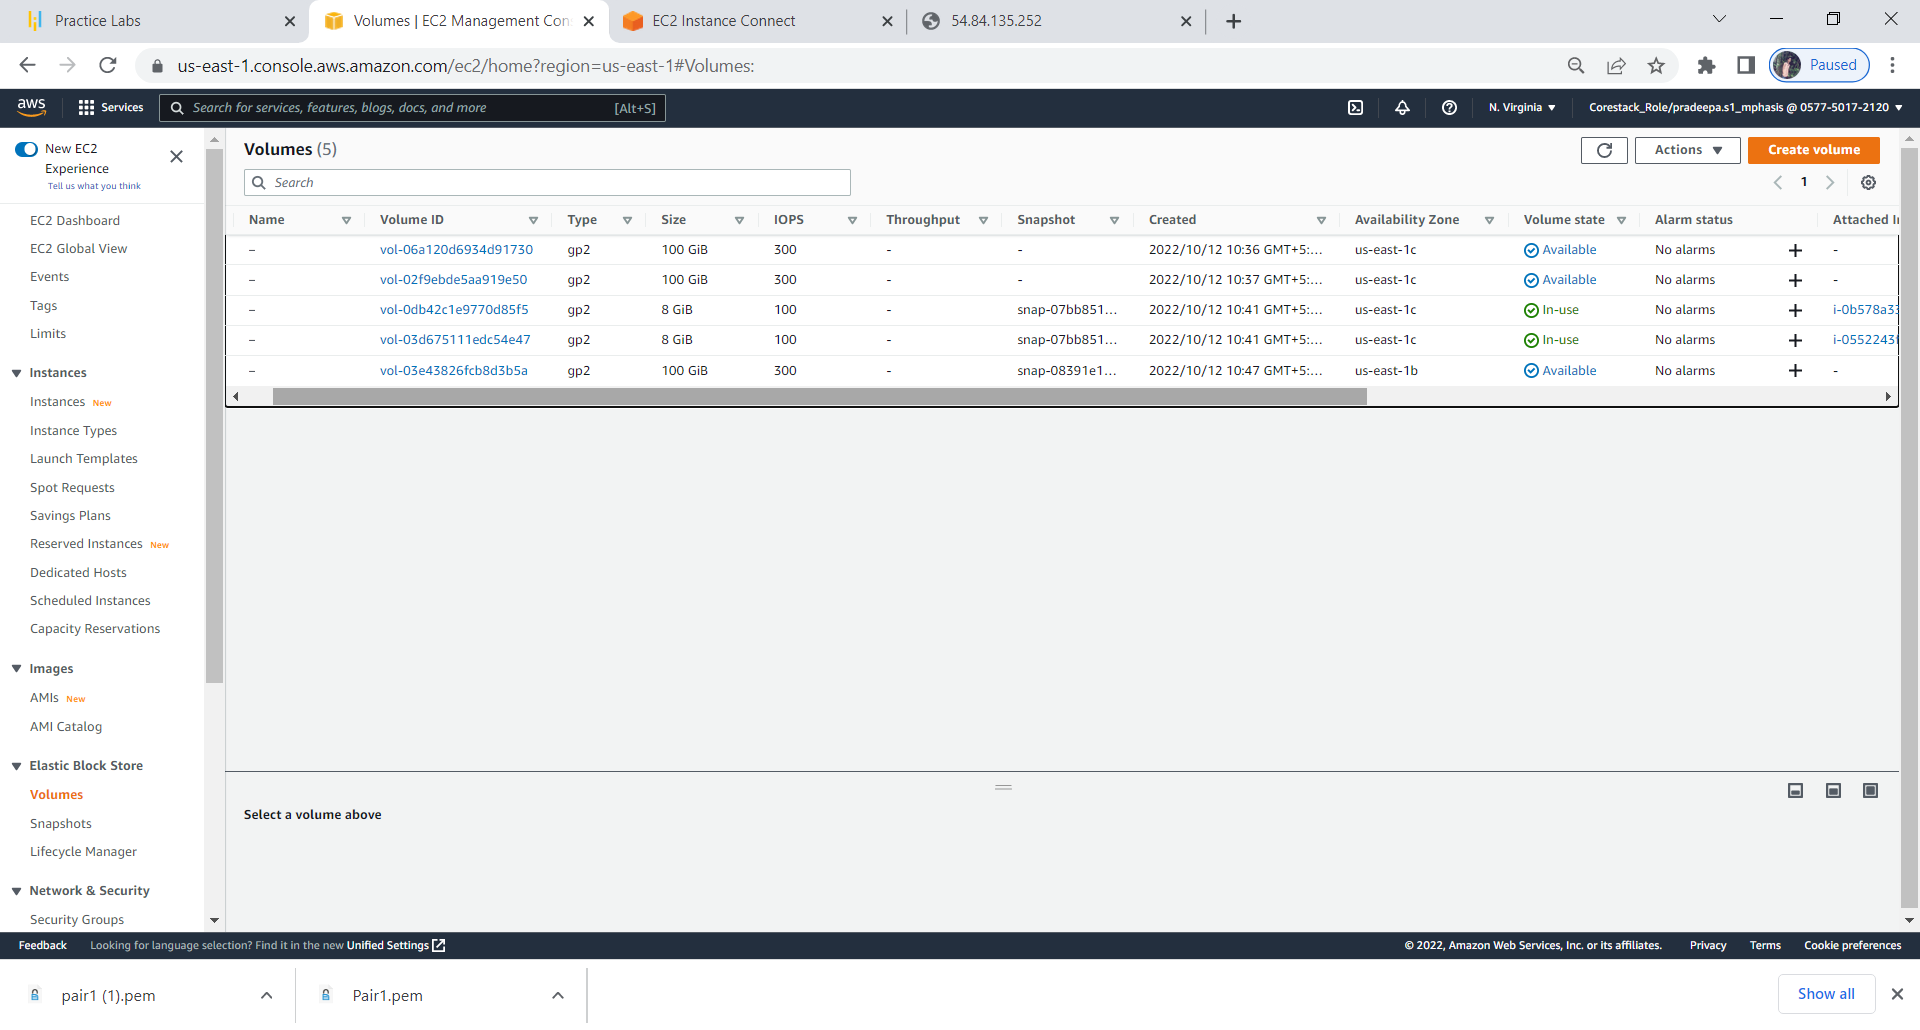 Practice Labs
Volumes | EC2 Management Con
EC2 Instance Connect
54.84.135.252
us-east-1.console.aws.amazon.com/ec2/home?region=us-east-1#Volumes:
Paused
aws
Services
Search for services, features, blogs, docs, and more
[Alt+S]
N. Virginia
Corestack_Role/pradeepa.s1_mphasis @ 0577-5017-2120
New EC2
Experience
Tell us what you think
EC2 Dashboard
EC2 Global View
Events
Tags
Limits
Instances
Instances New
Instance Types
Launch Templates
Spot Requests
Savings Plans
Reserved Instances New
Dedicated Hosts
Scheduled Instances
Capacity Reservations
Images
AMIs New
AMI Catalog
Elastic Block Store
Volumes
Snapshots
Lifecycle Manager
Network & Security
Security Groups
Volumes (5)
Actions
Create volume
Search
1
Name Volume ID Type Size IOPS Throughput Snapshot Created Availability Zone Volume state Alarm status Attached In
– vol-06a120d6934d91730 gp2 100 GiB 300 - - 2022/10/12 10:36 GMT+5:... us-east-1c Available No alarms + -
– vol-02f9ebde5aa919e50 gp2 100 GiB 300 - - 2022/10/12 10:37 GMT+5:... us-east-1c Available No alarms +
– vol-0db42c1e9770d85f5 gp2 8 GiB 100 - snap-07bb851... 2022/10/12 10:41 GMT+5:... us-east-1c In-use No alarms + i-0b578a33
– vol-03d675111edc54e47 gp2 8 GiB 100 - snap-07bb851... 2022/10/12 10:41 GMT+5:... us-east-1c In-use No alarms + i-0552243f
– vol-03e43826fcb8d3b5a gp2 100 GiB 300 - snap-08391e1... 2022/10/12 10:47 GMT+5:... us-east-1b Available No alarms + -
Select a volume above
Feedback
Looking for language selection? Find it in the new Unified Settings
© 2022, Amazon Web Services, Inc. or its affiliates.
Privacy
Terms
Cookie preferences
pair1 (1).pem
Pair1.pem
Show all